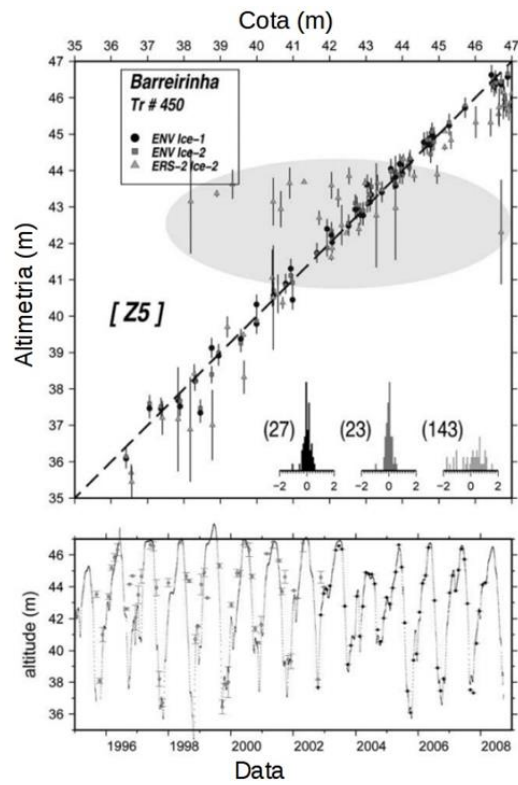 Cota (m)
35 36 37 38 39 40 41 42 43 44 45 46 47
47
46
45
44
43
42
41
40
39
38
37
36
35
Altimetria (m)
Barreirinha
Tr # 450
ENV Ice-1
ENV Ice-2
ERS-2 Ice-2
[ Z5 ]
(27) (23) (143)
-2 0 2 -2 0 2 -2 0 2
altitude (m)
46
44
42
40
38
36
1996 1998 2000 2002 2004 2006 2008
Data